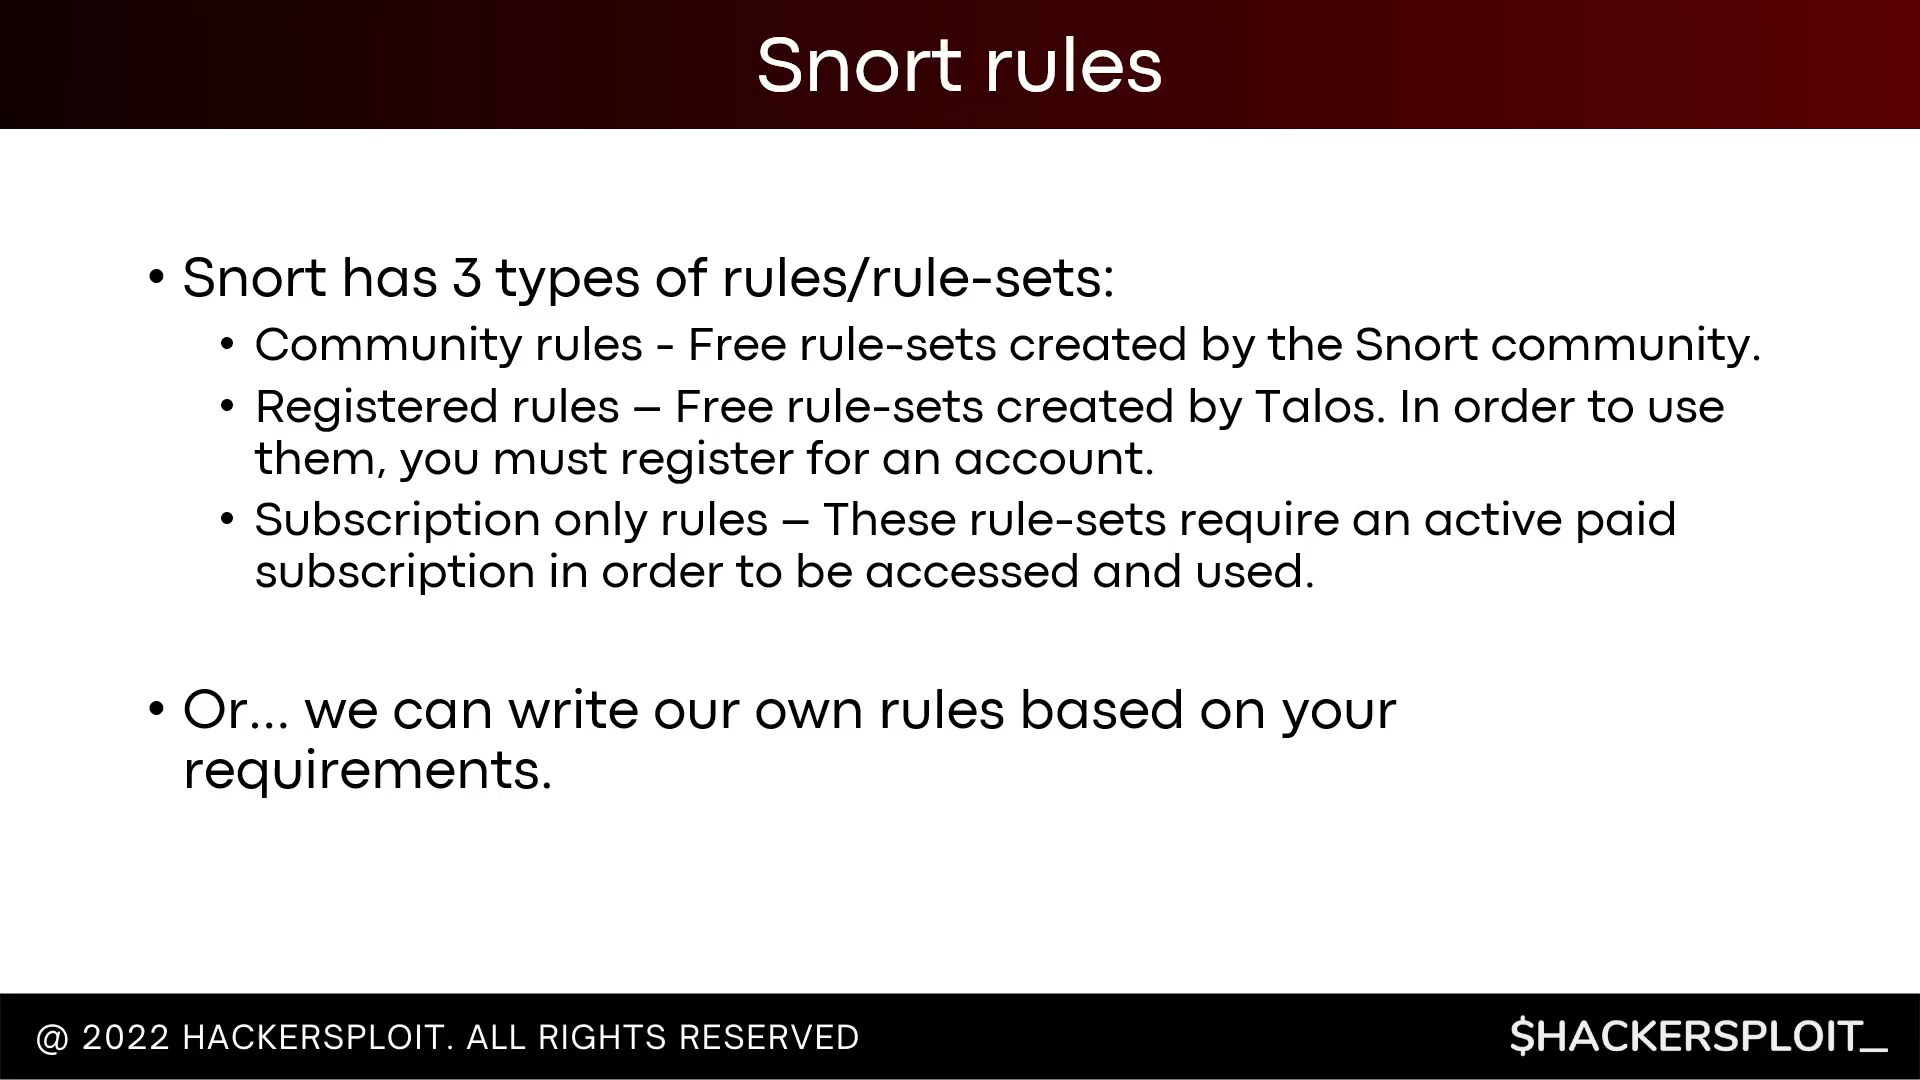 Snort rules
• Snort has 3 types of rules/rule-sets:
• Community rules - Free rule-sets created by the Snort community.
• Registered rules – Free rule-sets created by Talos. In order to use
them, you must register for an account.
• Subscription only rules – These rule-sets require an active paid
subscription in order to be accessed and used.
• Or... we can write our own rules based on your
requirements.
@ 2022 HACKERSPLOIT. ALL RIGHTS RESERVED
$HACKERSPLOIT_